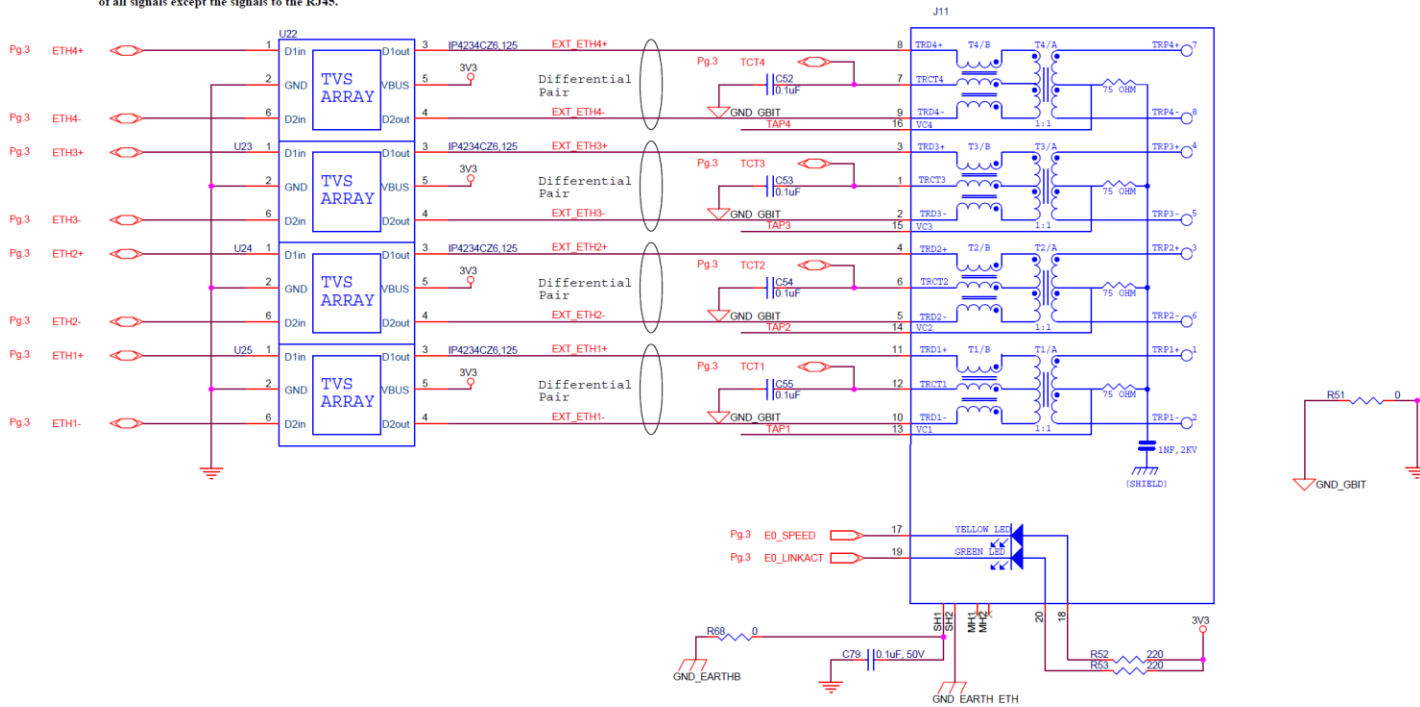 of all signals except the signals to the RJ45.
J11
U22
Pg.3 ETH4+ 1 D1in D1out 3 IP4234CZ6,125 EXT_ETH4+ 8 TRD4+ T4/B T4/A TRP4+ 7
3V3
Pg.3 TCT4
2 GND TVS ARRAY VBUS 5 Differential Pair C52 0.1uF 7 TRCT4 75 OHM
Pg.3 ETH4- 6 D2in D2out 4 EXT_ETH4- GND_GBIT 9 TRD4- TRP4- 8
TAP4 16 VC4 1:1
Pg.3 ETH3+ U23 1 D1in D1out 3 IP4234CZ6,125 EXT_ETH3+ 3 TRD3+ T3/B T3/A TRP3+ 4
3V3
Pg.3 TCT3
2 GND TVS ARRAY VBUS 5 Differential Pair C53 0.1uF 1 TRCT3 75 OHM
Pg.3 ETH3- 6 D2in D2out 4 EXT_ETH3- GND_GBIT 2 TRD3- TRP3- 5
TAP3 15 VC3 1:1
Pg.3 ETH2+ U24 1 D1in D1out 3 IP4234CZ6,125 EXT_ETH2+ 4 TRD2+ T2/B T2/A TRP2+ 3
3V3
Pg.3 TCT2
2 GND TVS ARRAY VBUS 5 Differential Pair C54 0.1uF 6 TRCT2 75 OHM
Pg.3 ETH2- 6 D2in D2out 4 EXT_ETH2- GND_GBIT 5 TRD2- TRP2- 6
TAP2 14 VC2 1:1
Pg.3 ETH1+ U25 1 D1in D1out 3 IP4234CZ6,125 EXT_ETH1+ 11 TRD1+ T1/B T1/A TRP1+ 1
3V3
Pg.3 TCT1
2 GND TVS ARRAY VBUS 5 Differential Pair C55 0.1uF 12 TRCT1 75 OHM
R51 0
Pg.3 ETH1- 6 D2in D2out 4 EXT_ETH1- GND_GBIT 10 TRD1- TRP1- 2
TAP1 13 VC1 1:1
1NF,2KV
(SHIELD)
GND_GBIT
Pg.3 E0_SPEED 17 YELLOW LED
Pg.3 E0_LINKACT 19 GREEN LED
SH1 SH2 MH1 MH2 20 18
3V3
R68 0
C79 0.1uF, 50V
R52 220
R53 220
GND_EARTHB
GND_EARTH_ETH